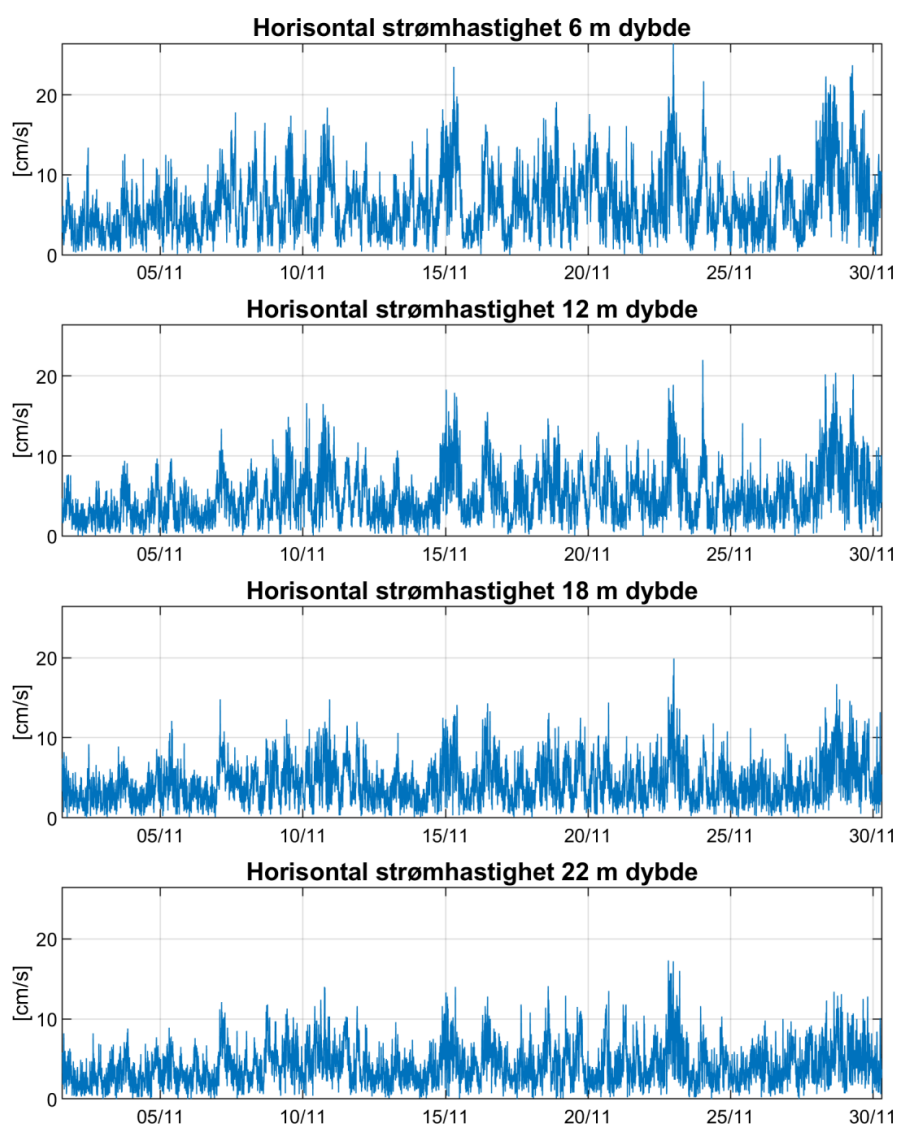 Horisontal strømhastighet 6 m dybde
[cm/s]
20
10
0
05/11 10/11 15/11 20/11 25/11 30/11
Horisontal strømhastighet 12 m dybde
[cm/s]
20
10
0
05/11 10/11 15/11 20/11 25/11 30/11
Horisontal strømhastighet 18 m dybde
[cm/s]
20
10
0
05/11 10/11 15/11 20/11 25/11 30/11
Horisontal strømhastighet 22 m dybde
[cm/s]
20
10
0
05/11 10/11 15/11 20/11 25/11 30/11